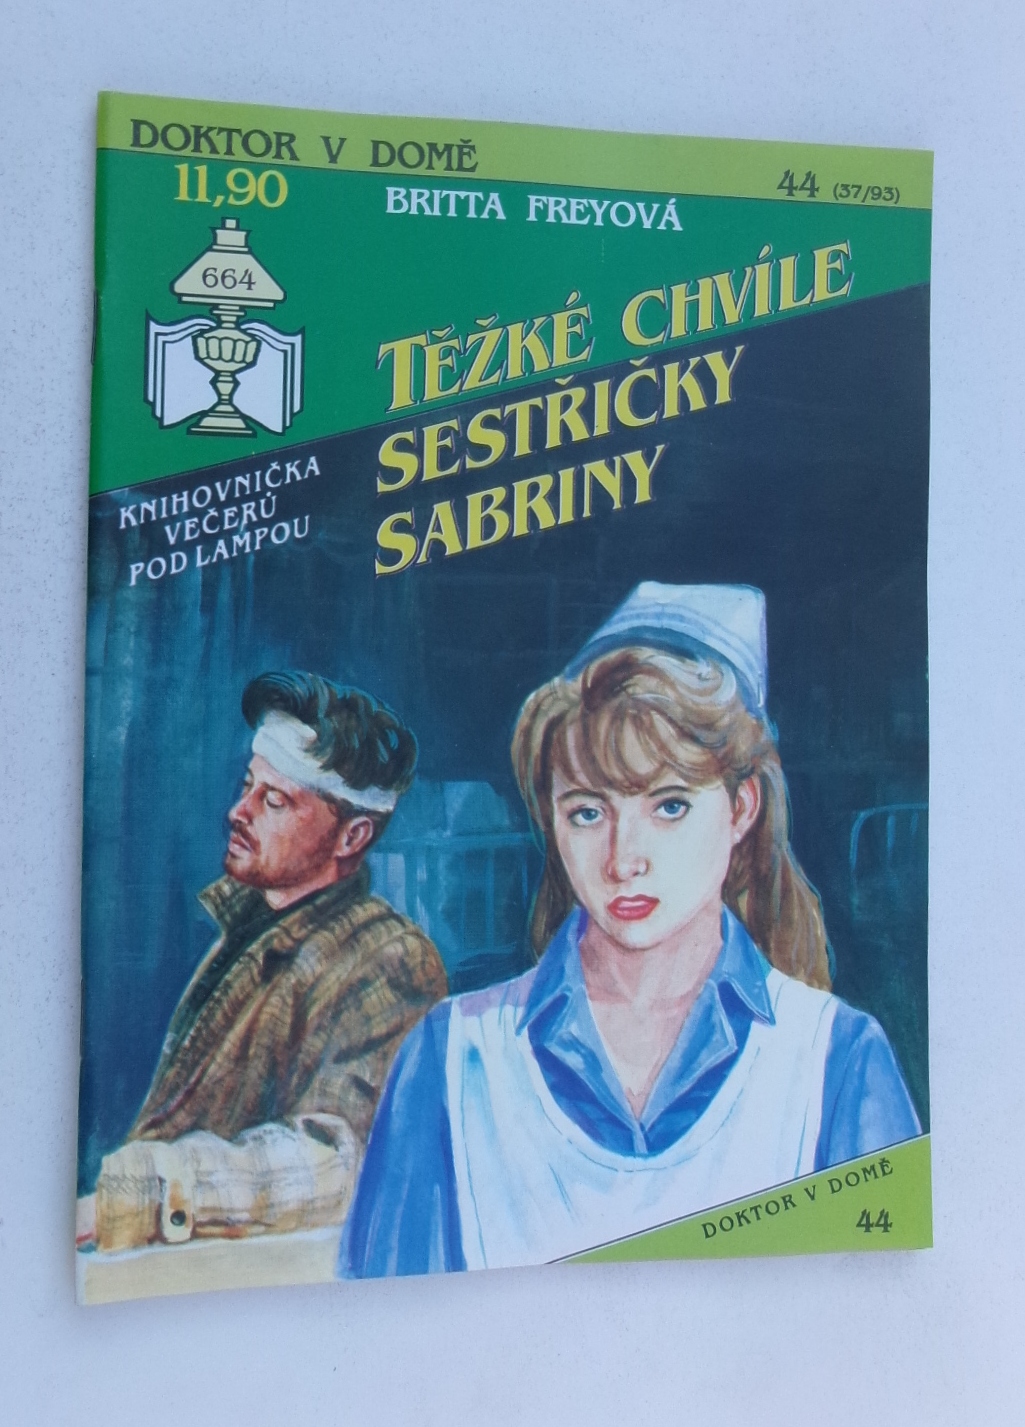 DOKTOR V DOMĚ
44 (37/93)
11,90
BRITTA FREYOVÁ
664
TĚŽKÉ CHVÍLE
SESTŘIČKY
SABRINY
KNIHOVNIČKA
VEČERŮ
POD LAMPOU
DOKTOR V DOMĚ
44